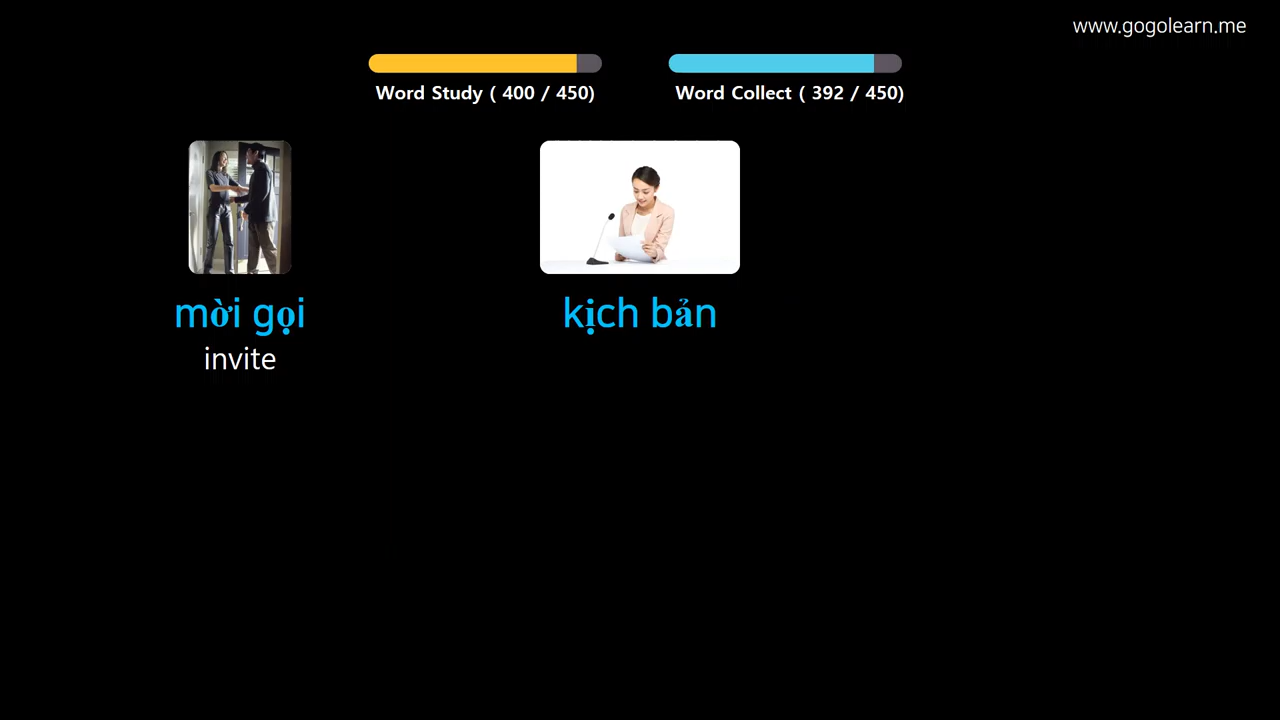 www.gogolearn.me
Word Study ( 400 / 450)
Word Collect ( 392 / 450)
mời gọi
kịch bản
invite